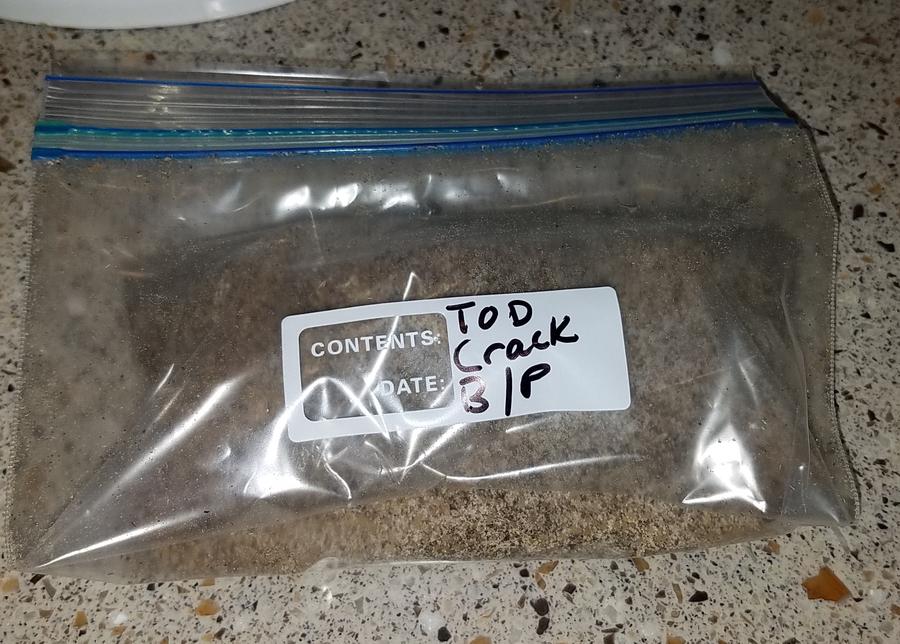 CONTENTS: TOD
Crack
DATE: B/P